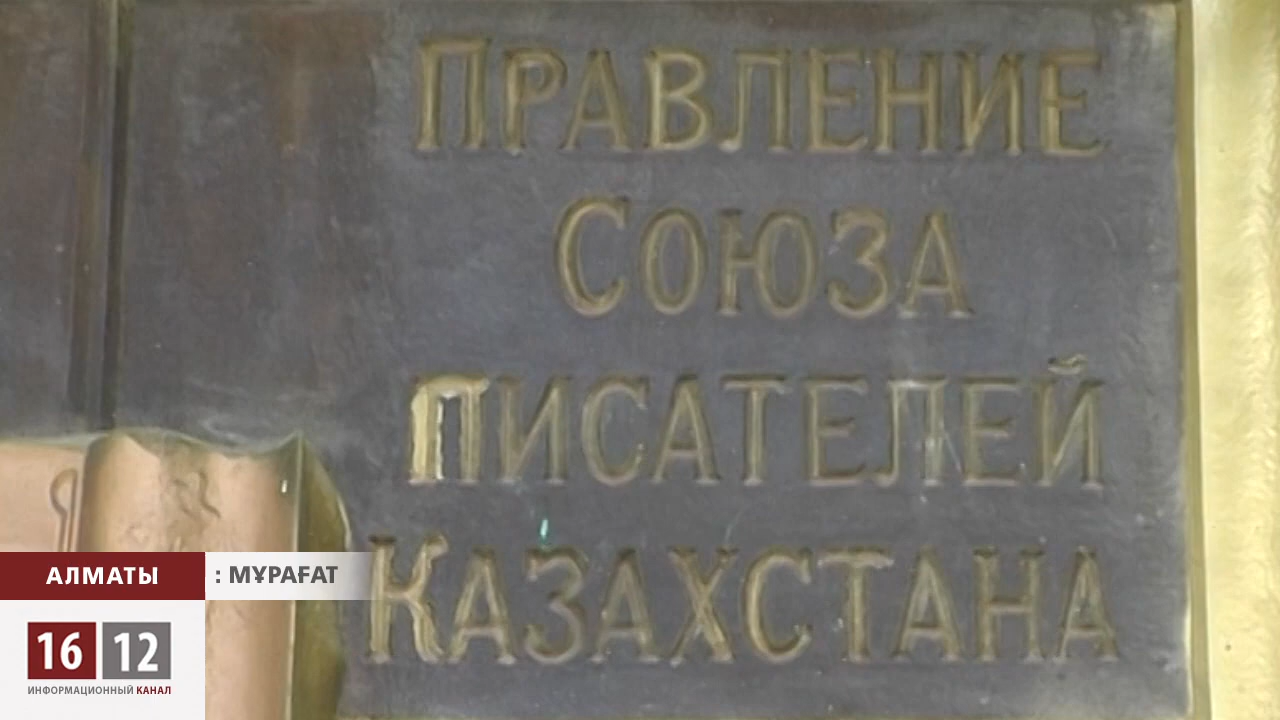 ПРАВЛЕНИЕ
СОЮЗА
ПИСАТЕЛЕЙ
КАЗАХСТАНА
АЛМАТЫ : МҰРАҒАТ
16 12
ИНФОРМАЦИОННЫЙ КАНАЛ